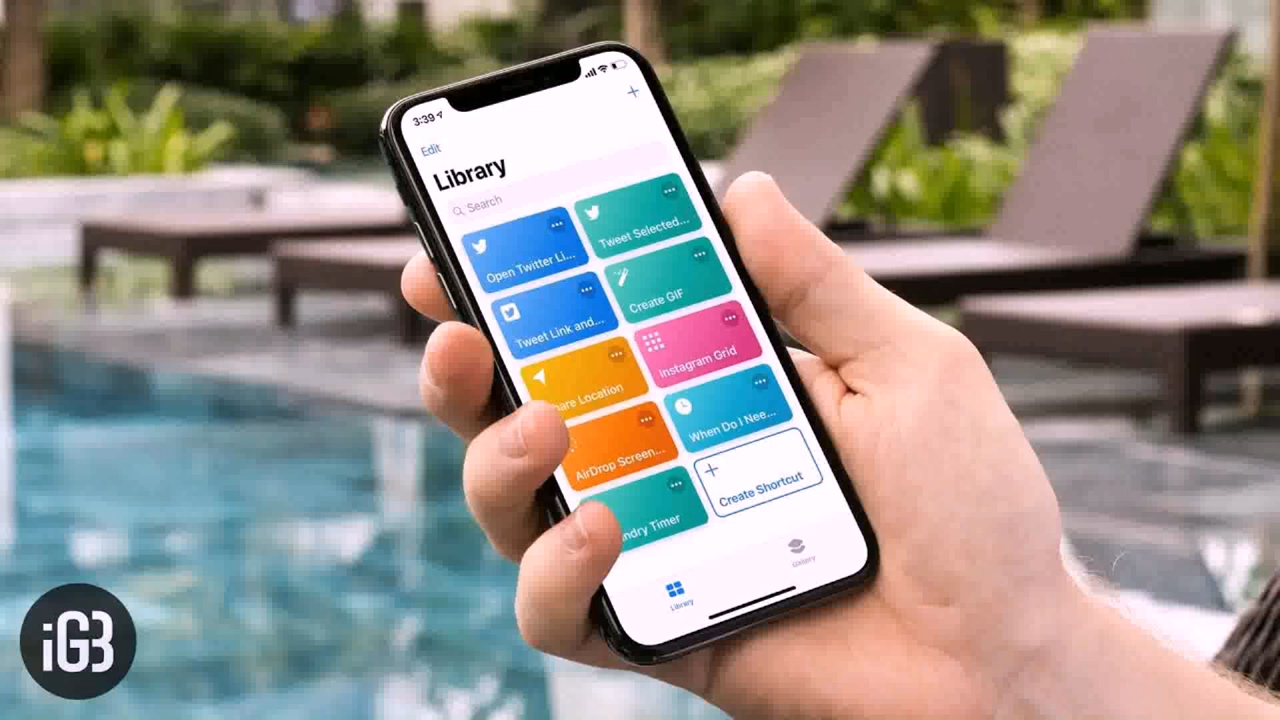 3:39
Edit
Library
Search
Open Twitter Li...
Tweet Selected...
Tweet Link and...
Create GIF
are Location
Instagram Grid
AirDrop Screen...
When Do I Nee...
ndry Timer
Create Shortcut
Library
Gallery
iGB